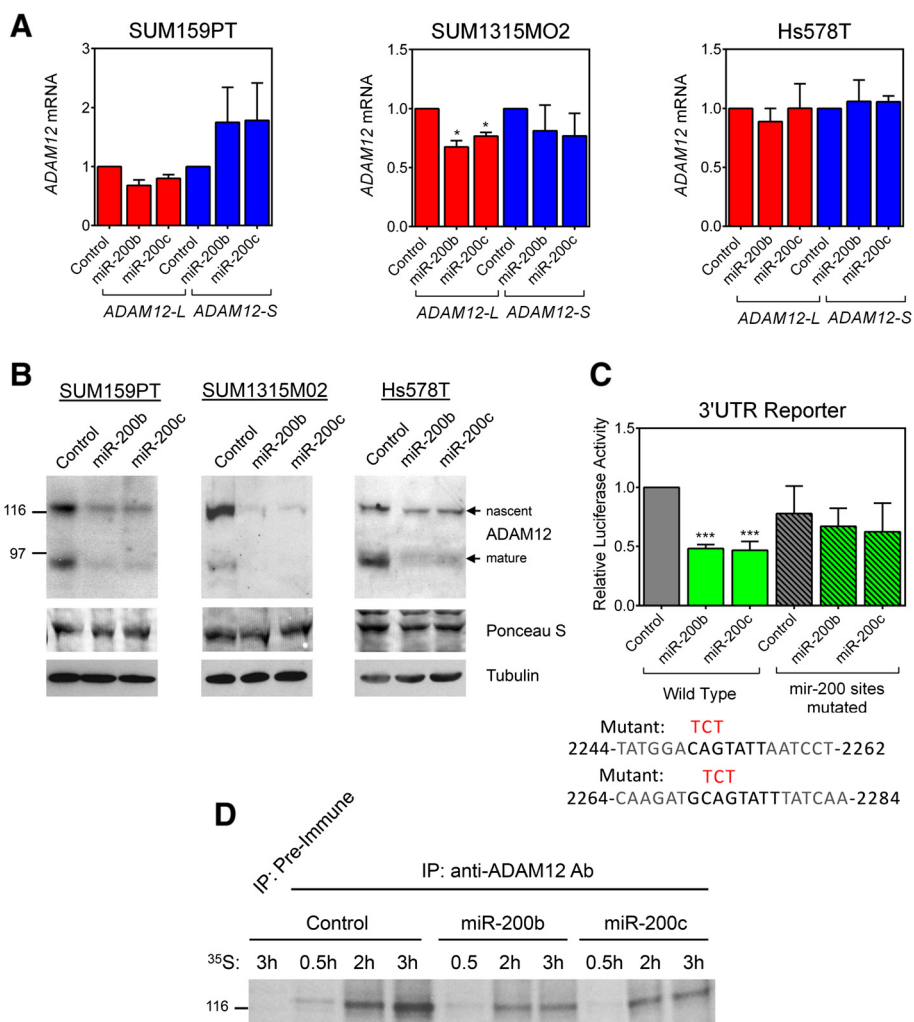 A
SUM159PT
SUM1315MO2
Hs578T
ADAM12 mRNA
3
2
1
0
Control
miR-200b
miR-200c
Control
miR-200b
miR-200c
ADAM12-L
ADAM12-S
ADAM12 mRNA
1.5
1.0
0.5
0.0
*
*
Control
miR-200b
miR-200c
Control
miR-200b
miR-200c
ADAM12-L
ADAM12-S
ADAM12 mRNA
1.5
1.0
0.5
0.0
Control
miR-200b
miR-200c
Control
miR-200b
miR-200c
ADAM12-L
ADAM12-S
B
SUM159PT
SUM1315M02
Hs578T
Control
miR-200b
miR-200c
Control
miR-200b
miR-200c
Control
miR-200b
miR-200c
116
97
nascent
ADAM12
mature
Ponceau S
Tubulin
C
3'UTR Reporter
Relative Luciferase Activity
1.5
1.0
0.5
0.0
***
***
Control
miR-200b
miR-200c
Control
miR-200b
miR-200c
Wild Type
mir-200 sites
mutated
Mutant: TCT
2244-TATGGACAGTATTAATCCT-2262
Mutant: TCT
2264-CAAGATGCAGTATTTATCAA-2284
D
IP: Pre-Immune
IP: anti-ADAM12 Ab
Control
miR-200b
miR-200c
35S: 3h 0.5h 2h 3h 0.5 2h 3h 0.5h 2h 3h
116